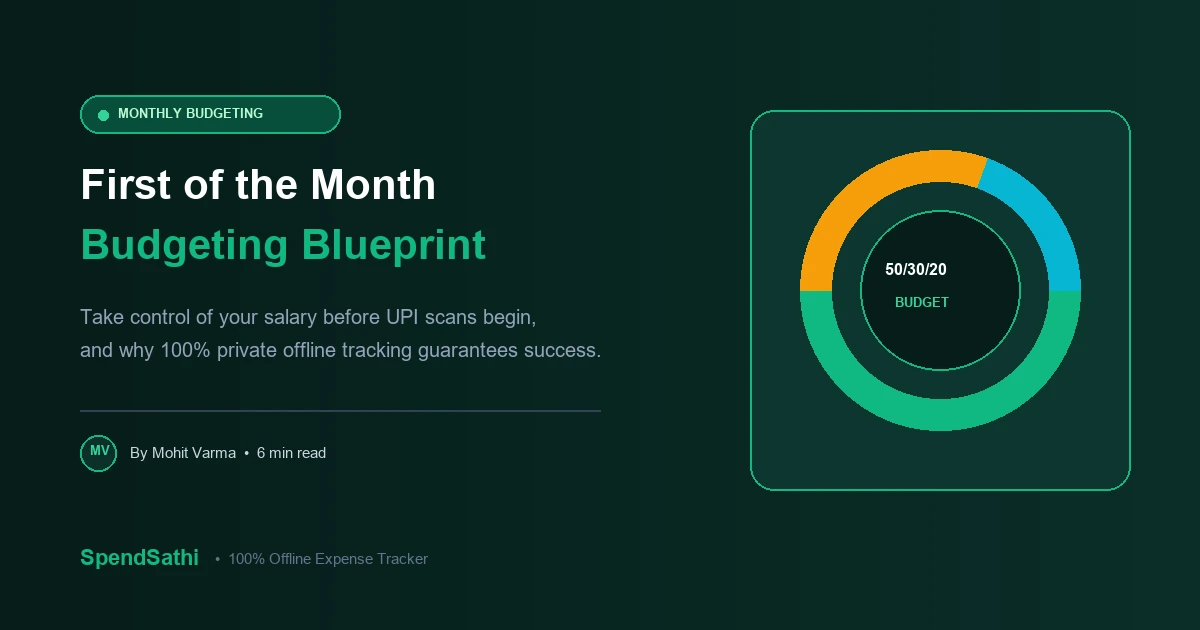 MONTHLY BUDGETING
First of the Month
Budgeting Blueprint
Take control of your salary before UPI scans begin,
and why 100% private offline tracking guarantees success.
MV
By Mohit Varma • 6 min read
SpendSathi • 100% Offline Expense Tracker
50/30/20
BUDGET